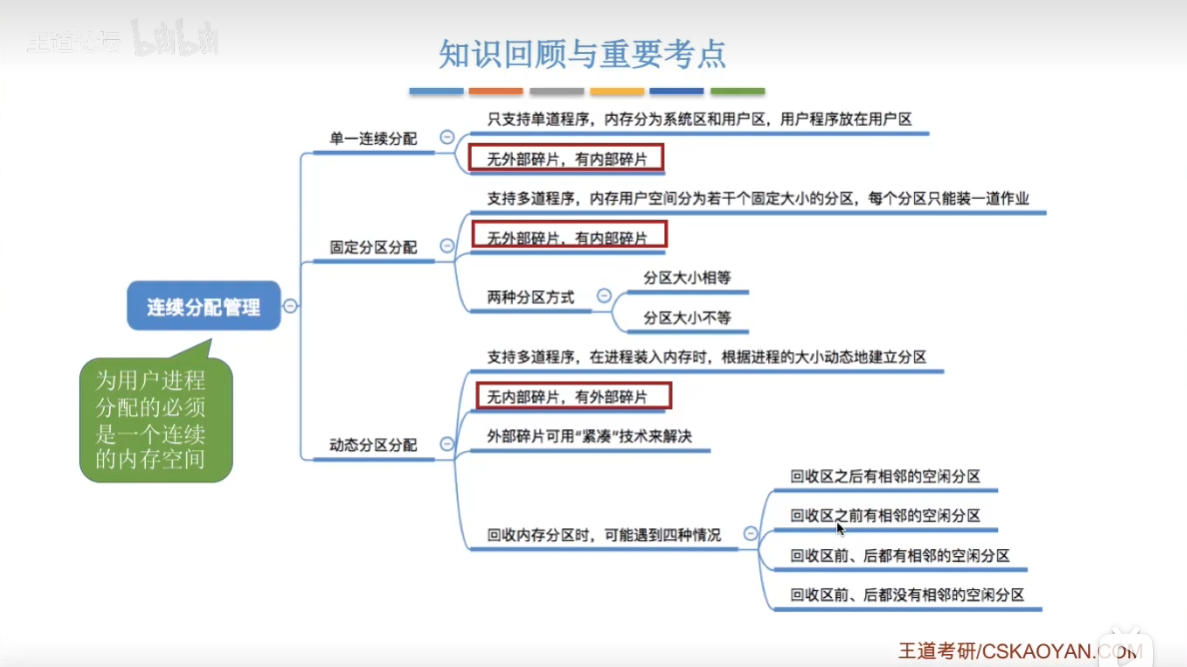 王道论坛 bilibili
知识回顾与重要考点
连续分配管理
为用户进程
分配的必须
是一个连续
的内存空间
单一连续分配
只支持单道程序，内存分为系统区和用户区，用户程序放在用户区
无外部碎片，有内部碎片
固定分区分配
支持多道程序，内存用户空间分为若干个固定大小的分区，每个分区只能装一道作业
无外部碎片，有内部碎片
两种分区方式
分区大小相等
分区大小不等
动态分区分配
支持多道程序，在进程装入内存时，根据进程的大小动态地建立分区
无内部碎片，有外部碎片
外部碎片可用“紧凑”技术来解决
回收内存分区时，可能遇到四种情况
回收区之后有相邻的空闲分区
回收区之前有相邻的空闲分区
回收区前、后都有相邻的空闲分区
回收区前、后都没有相邻的空闲分区
王道考研/CSKAOYAN.COM